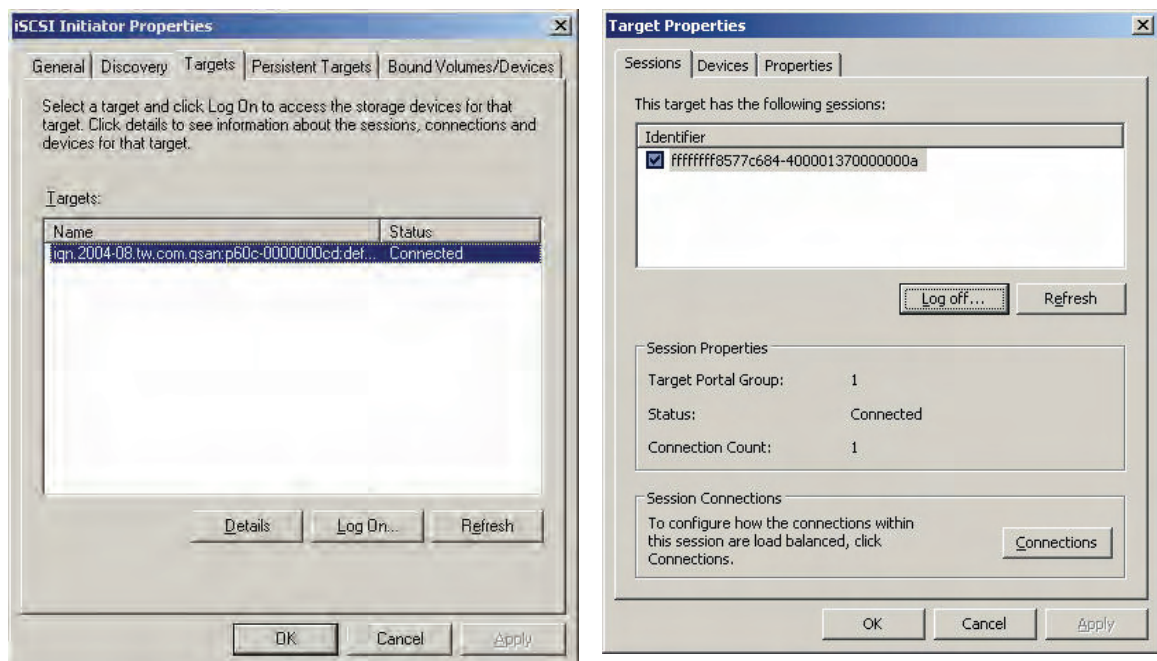 iSCSI Initiator Properties
General Discovery Targets Persistent Targets Bound Volumes/Devices
Select a target and click Log On to access the storage devices for that
target. Click details to see information about the sessions, connections and
devices for that target.
Targets:
Name Status
iqn.2004-08.tw.com.qsan:p60c-0000000cd:def... Connected
Details Log On... Refresh
OK Cancel Apply
Target Properties
Sessions Devices Properties
This target has the following sessions:
Identifier
ffffffff8577c684-400001370000000a
Log off... Refresh
Session Properties
Target Portal Group: 1
Status: Connected
Connection Count: 1
Session Connections
To configure how the connections within
this session are load balanced, click
Connections.
Connections
OK Cancel Apply